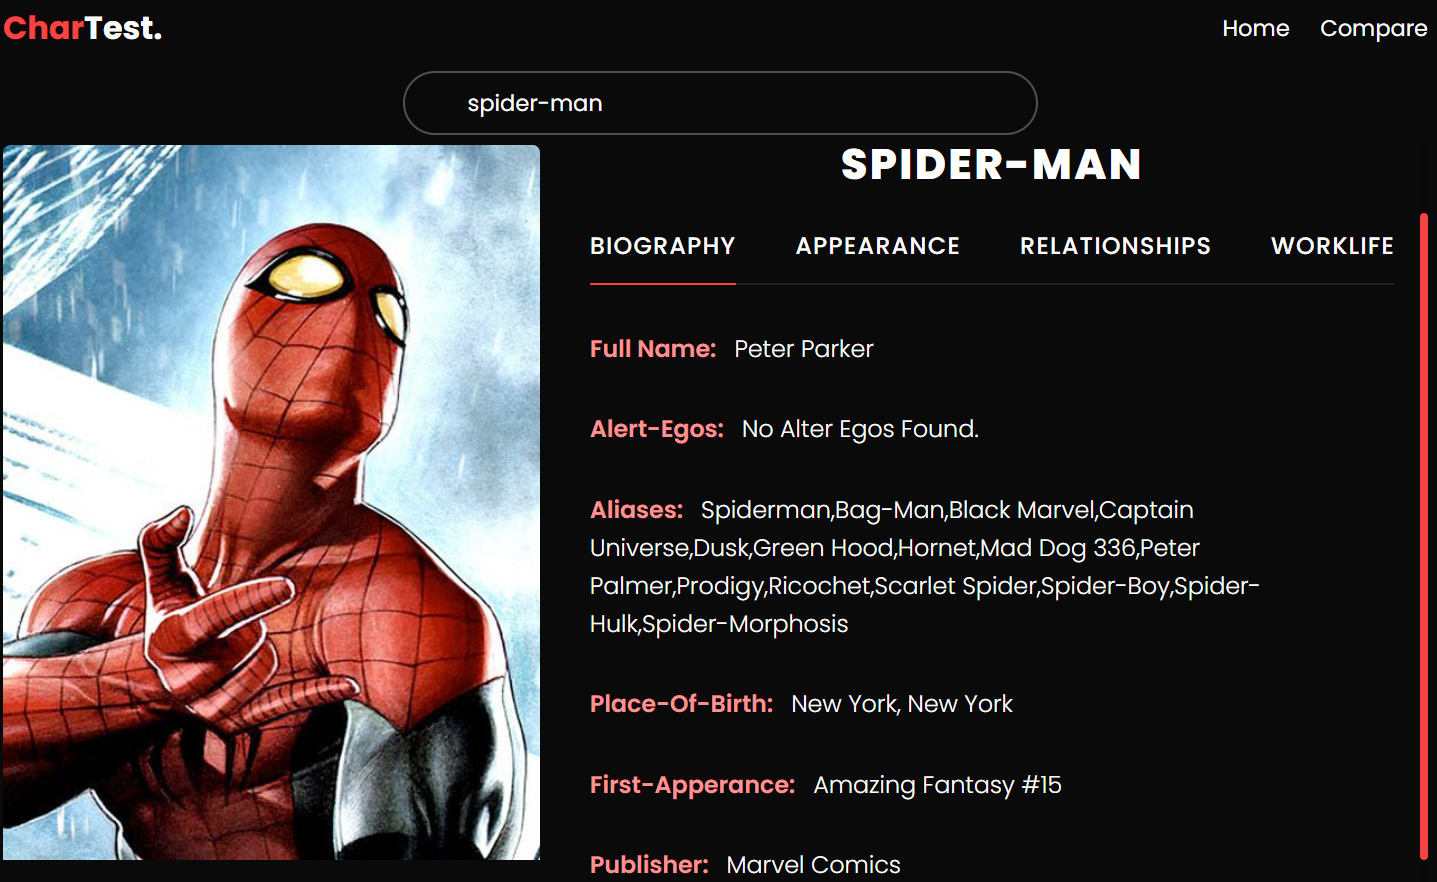 CharTest.
Home Compare
spider-man
SPIDER-MAN
BIOGRAPHY APPEARANCE RELATIONSHIPS WORKLIFE
Full Name: Peter Parker
Alert-Egos: No Alter Egos Found.
Aliases: Spiderman,Bag-Man,Black Marvel,Captain
Universe,Dusk,Green Hood,Hornet,Mad Dog 336,Peter
Palmer,Prodigy,Ricochet,Scarlet Spider,Spider-Boy,Spider-
Hulk,Spider-Morphosis
Place-Of-Birth: New York, New York
First-Apperance: Amazing Fantasy #15
Publisher: Marvel Comics